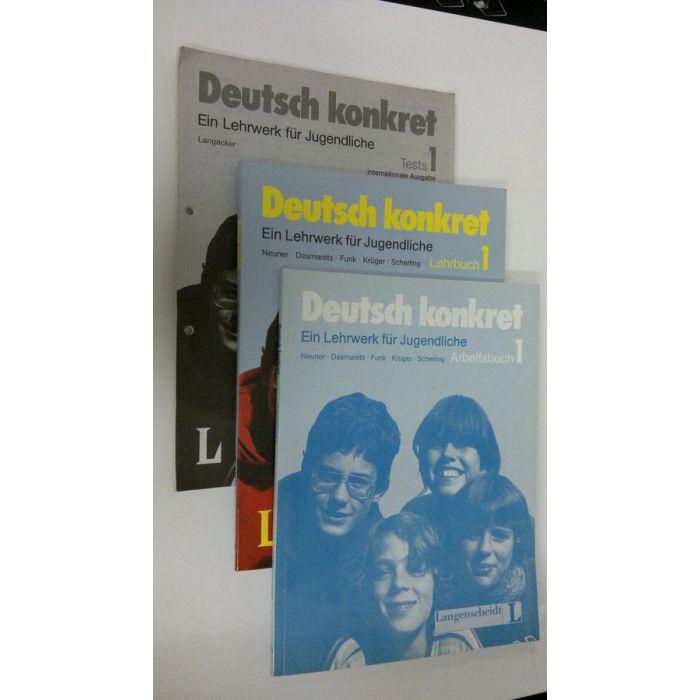 Deutsch konkret
Ein Lehrwerk für Jugendliche
Langacker
Tests 1
Internationale Ausgabe
L
Deutsch konkret
Ein Lehrwerk für Jugendliche
Neuner · Desmarets · Funk · Krüger · Scherling
Lehrbuch 1
L
Deutsch konkret
Ein Lehrwerk für Jugendliche
Neuner · Desmarets · Funk · Krüger · Scherling
Arbeitsbuch 1
Langenscheidt L